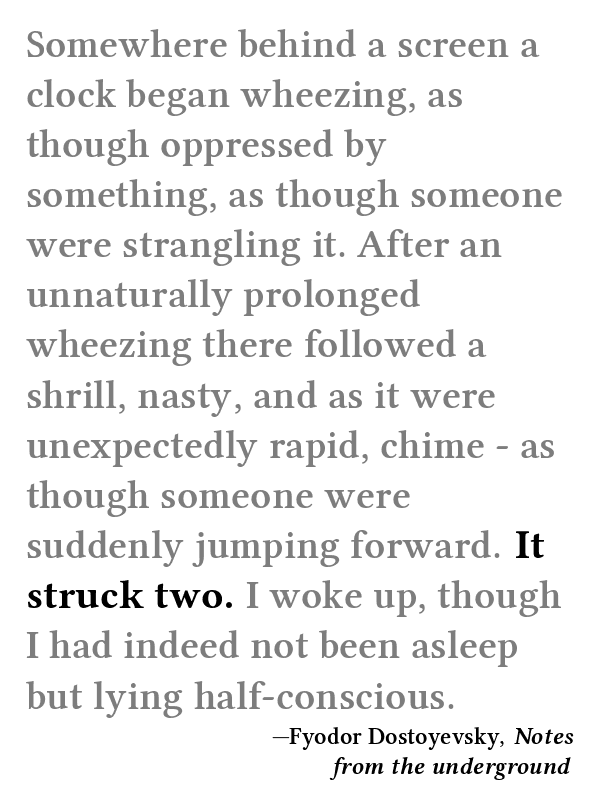 Somewhere behind a screen a
clock began wheezing, as
though oppressed by
something, as though someone
were strangling it. After an
unnaturally prolonged
wheezing there followed a
shrill, nasty, and as it were
unexpectedly rapid, chime - as
though someone were
suddenly jumping forward. It
struck two. I woke up, though
I had indeed not been asleep
but lying half-conscious.
—Fyodor Dostoyevsky, Notes
from the underground